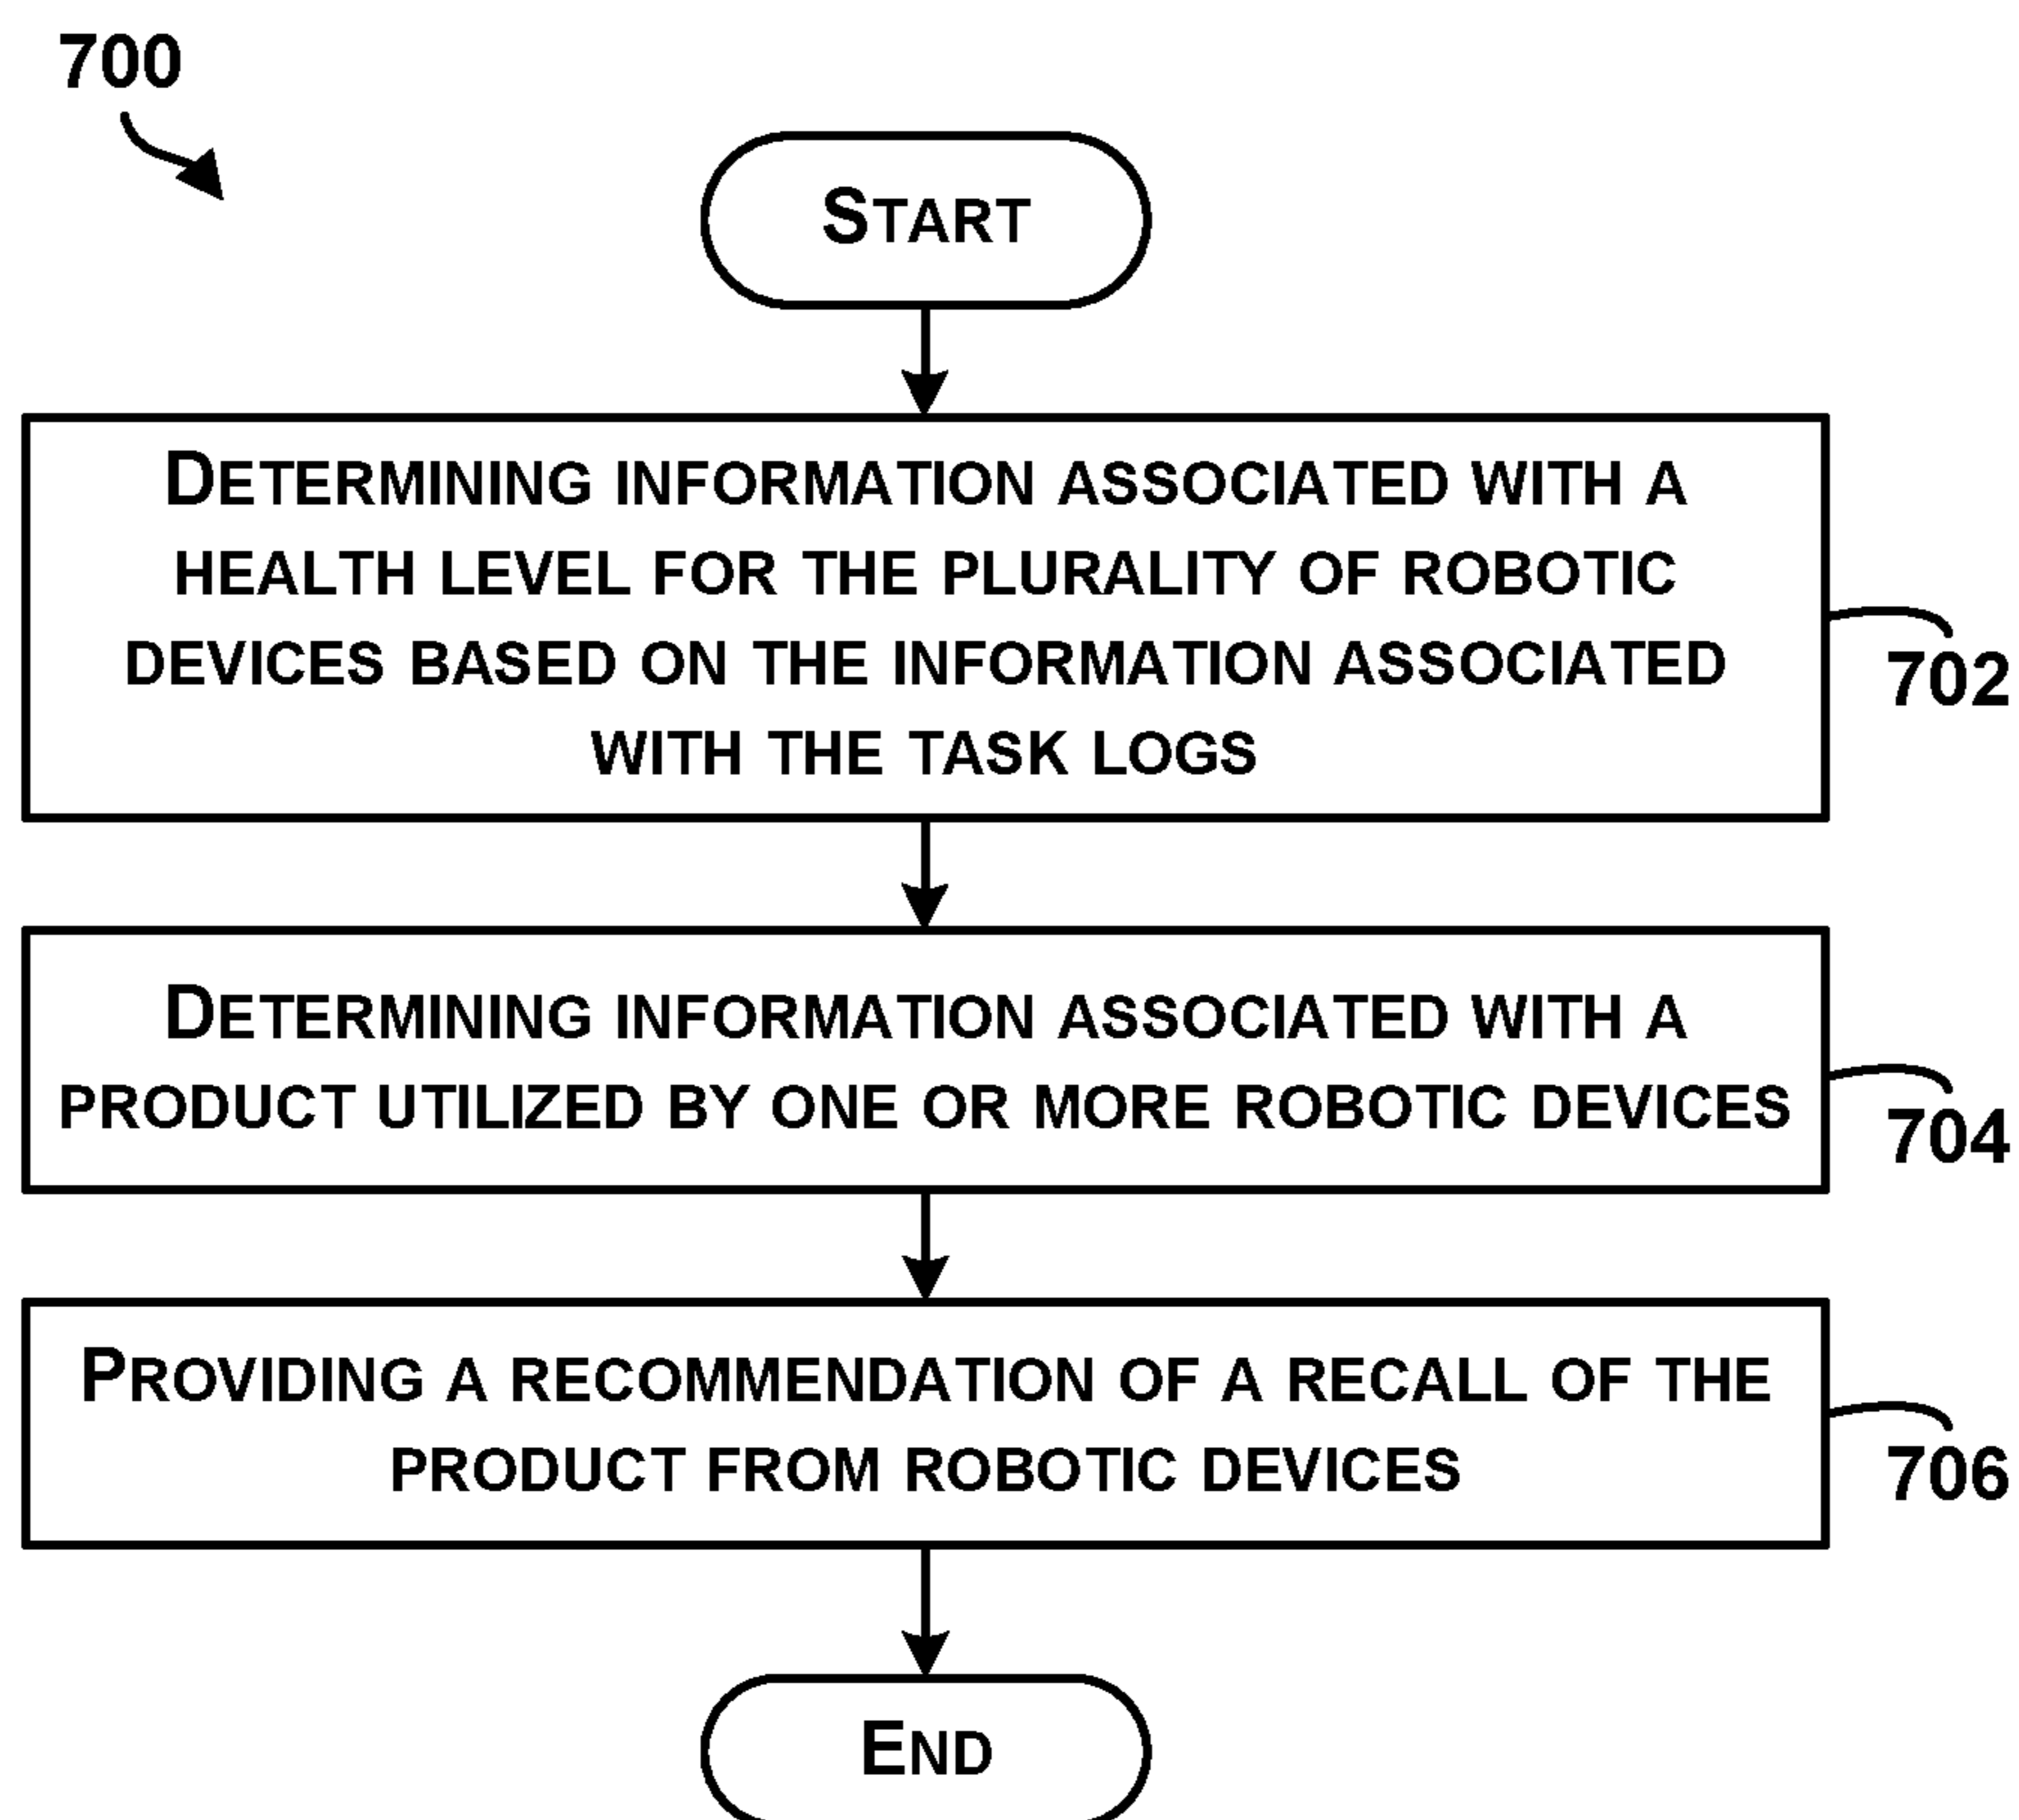 700
START
DETERMINING INFORMATION ASSOCIATED WITH A
HEALTH LEVEL FOR THE PLURALITY OF ROBOTIC
DEVICES BASED ON THE INFORMATION ASSOCIATED
WITH THE TASK LOGS
702
DETERMINING INFORMATION ASSOCIATED WITH A
PRODUCT UTILIZED BY ONE OR MORE ROBOTIC DEVICES
704
PROVIDING A RECOMMENDATION OF A RECALL OF THE
PRODUCT FROM ROBOTIC DEVICES
706
END